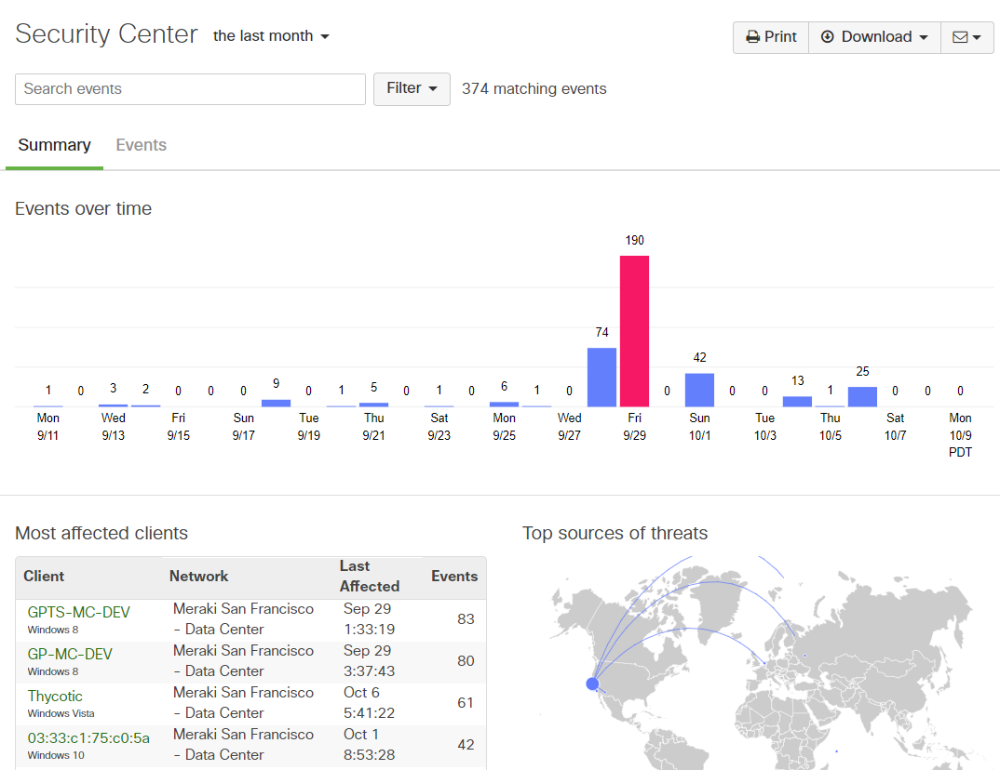 Security Center the last month Print Download
Search events Filter 374 matching events
Summary Events
Events over time
190
74
42
25
13
9
6
5
3
2
1 0 0 0 0 0 1 0 1 0 1 0 0 0 0 1 0 0 0
Mon Wed Fri Sun Tue Thu Sat Mon Wed Fri Sun Tue Thu Sat Mon
9/11 9/13 9/15 9/17 9/19 9/21 9/23 9/25 9/27 9/29 10/1 10/3 10/5 10/7 10/9
PDT
Most affected clients Top sources of threats
Client Network Last Affected Events
GPTS-MC-DEV Meraki San Francisco Sep 29
Windows 8 - Data Center 1:33:19 83
GP-MC-DEV Meraki San Francisco Sep 29
Windows 8 - Data Center 3:37:43 80
Thycotic Meraki San Francisco Oct 6
Windows Vista - Data Center 5:41:22 61
03:33:c1:75:c0:5a Meraki San Francisco Oct 1
Windows 10 - Data Center 8:53:28 42